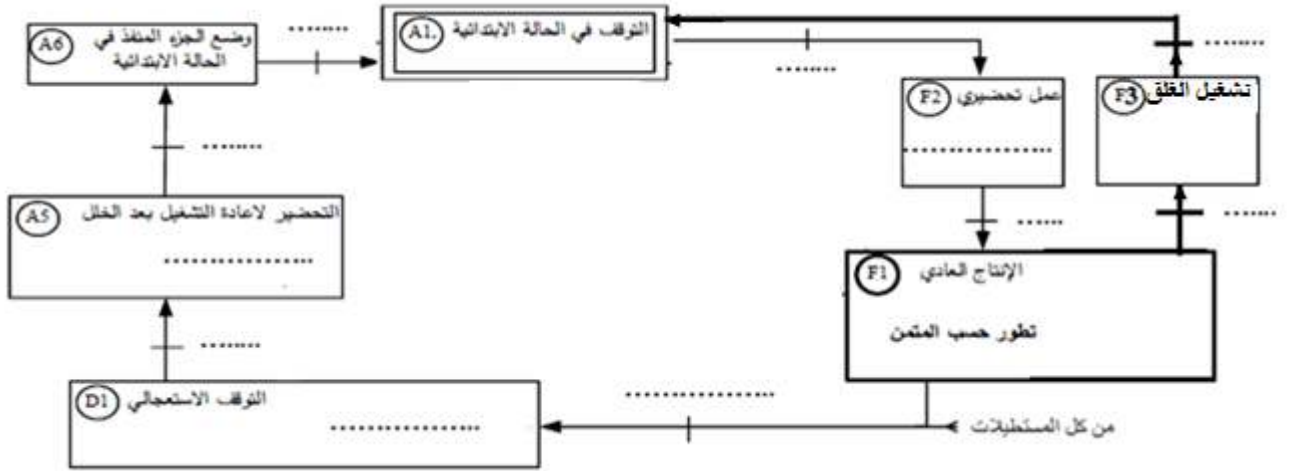 ........
A6 وضع الجزء المنفذ في
الحالة الابتدائية
A1. التوقف في الحالة الابتدائية
........
........
F2 عمل تحضيري
.....................
F3 تشغيل الغلق
........
A5 التحضير لاعادة التشغيل بعد الخلل
.....................
......
.......
F1 الإنتاج العادي
تطور حسب المتمن
........
D1 التوقف الاستعجالي
.....................
.....................
من كل المستطيلات